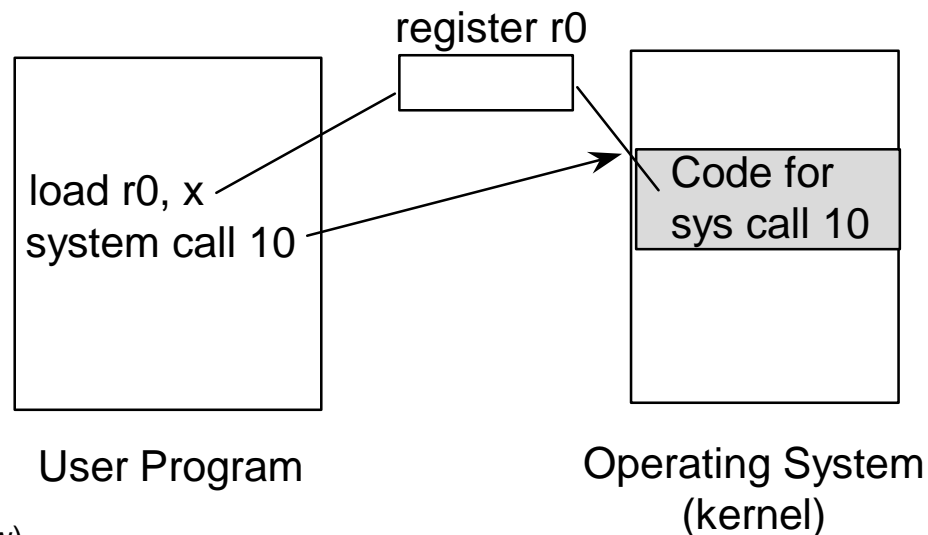 register r0
load r0, x
system call 10
Code for
sys call 10
User Program
Operating System
(kernel)